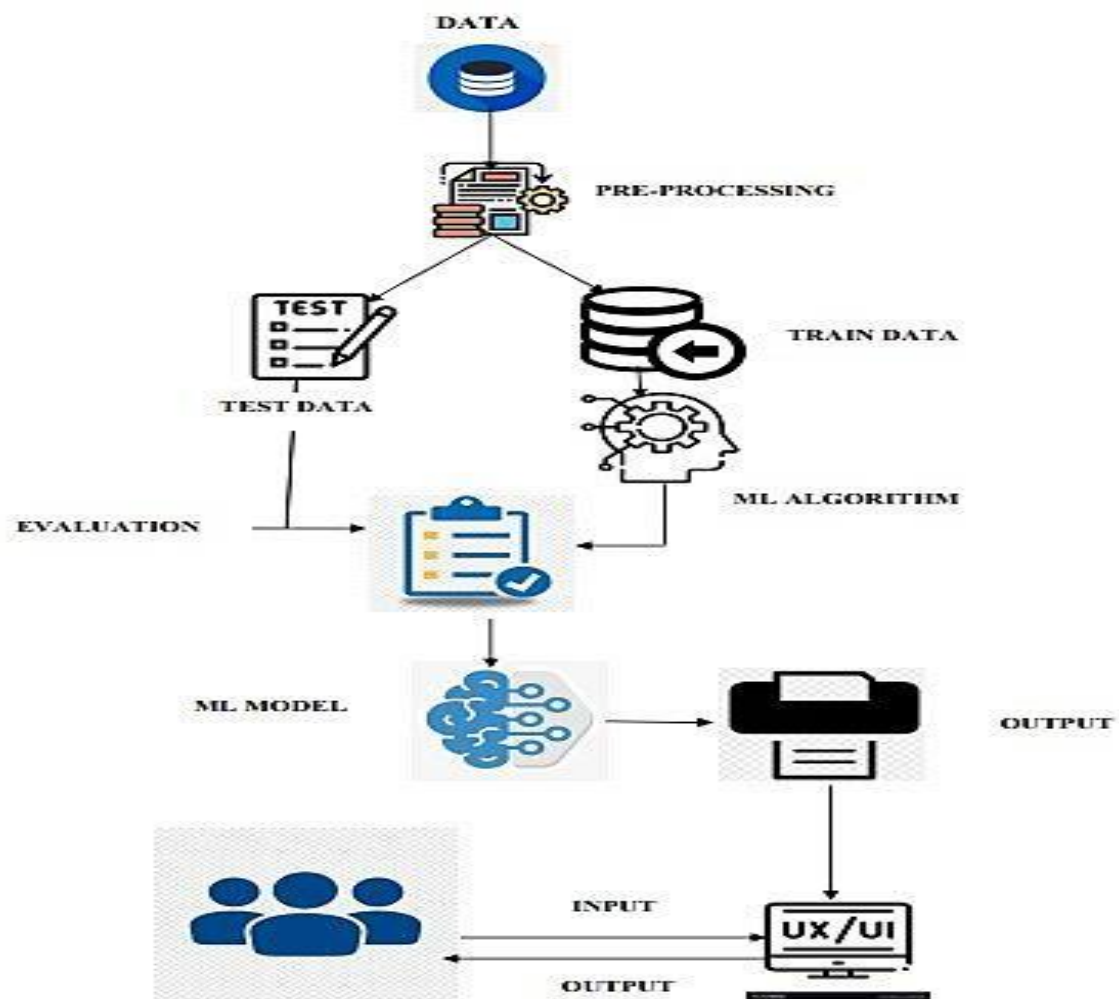 DATA
PRE-PROCESSING
TEST
TRAIN DATA
TEST DATA
ML ALGORITHM
EVALUATION
ML MODEL
OUTPUT
INPUT
UX/UI
OUTPUT